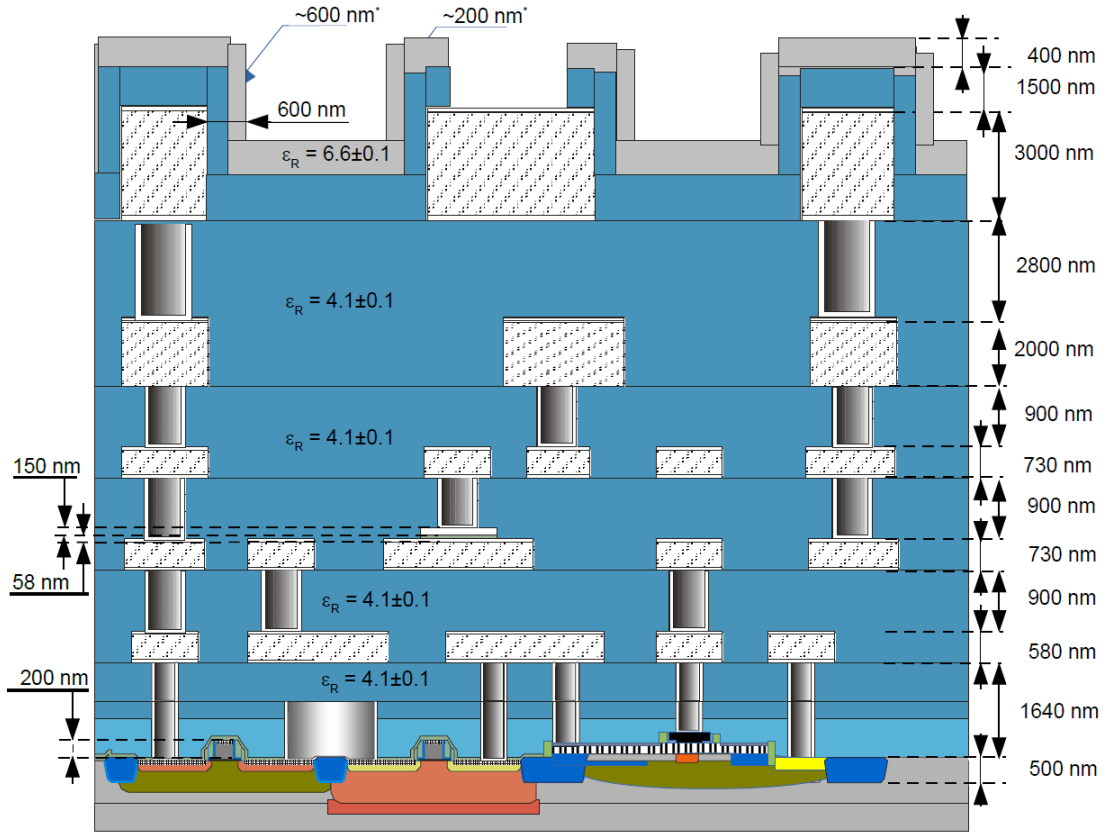 ~600 nm*
~200 nm*
400 nm
1500 nm
600 nm
εR = 6.6±0.1
3000 nm
2800 nm
εR = 4.1±0.1
2000 nm
900 nm
εR = 4.1±0.1
150 nm
730 nm
900 nm
730 nm
58 nm
εR = 4.1±0.1
900 nm
580 nm
200 nm
εR = 4.1±0.1
1640 nm
500 nm